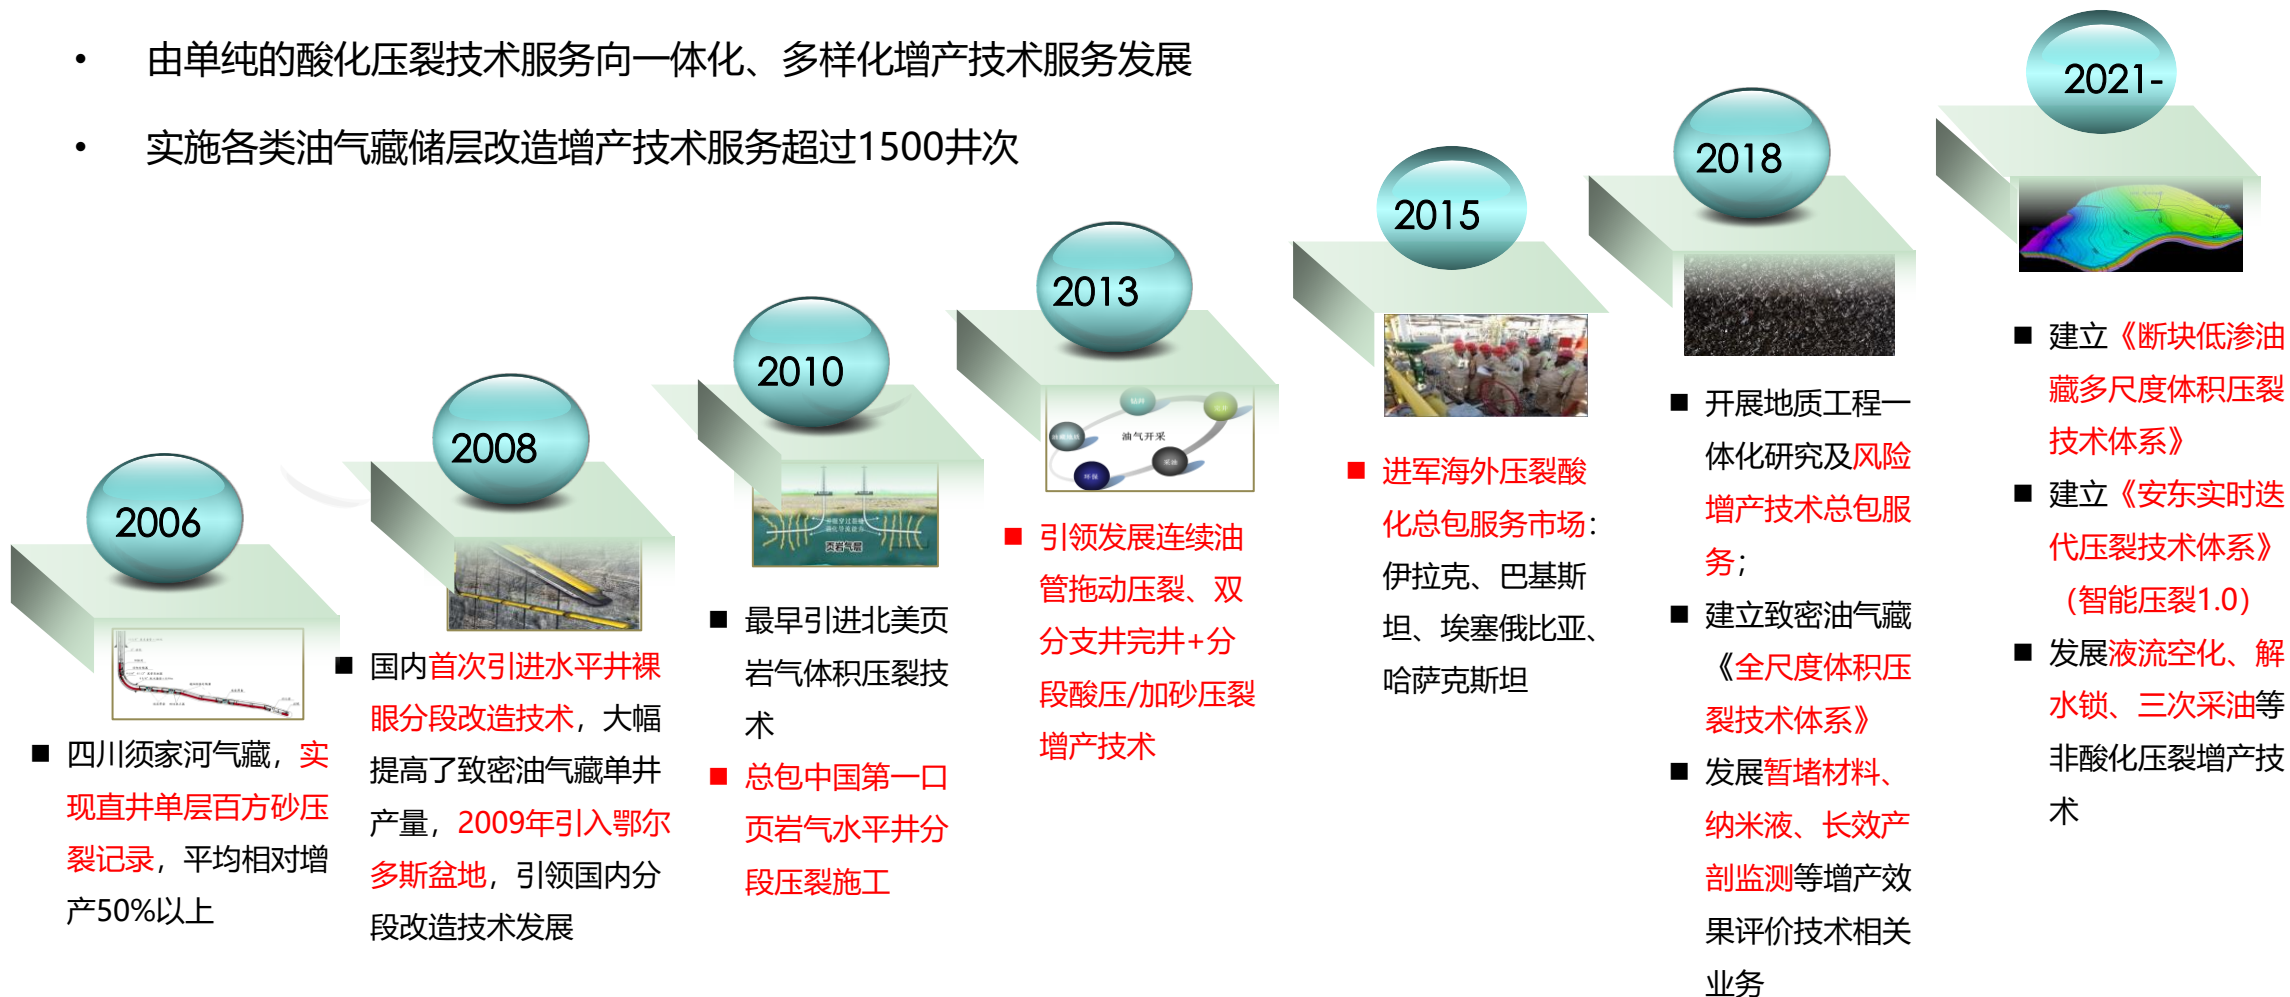 • 由单纯的酸化压裂技术服务向一体化、多样化增产技术服务发展
• 实施各类油气藏储层改造增产技术服务超过1500井次
2006
■ 四川须家河气藏，实
现直井单层百方砂压
裂记录，平均相对增
产50%以上
2008
■ 国内首次引进水平井裸
眼分段改造技术，大幅
提高了致密油气藏单井
产量，2009年引入鄂尔
多斯盆地，引领国内分
段改造技术发展
2010
页岩气层
■ 最早引进北美页
岩气体积压裂技
术
■ 总包中国第一口
页岩气水平井分
段压裂施工
2013
油气开采
采油
环保
■ 引领发展连续油
管拖动压裂、双
分支井完井+分
段酸压/加砂压裂
增产技术
2015
■ 进军海外压裂酸
化总包服务市场：
伊拉克、巴基斯
坦、埃塞俄比亚、
哈萨克斯坦
2018
■ 开展地质工程一
体化研究及风险
增产技术总包服
务；
■ 建立致密油气藏
《全尺度体积压
裂技术体系》
■ 发展暂堵材料、
纳米液、长效产
剖监测等增产效
果评价技术相关
业务
2021-
■ 建立《断块低渗油
藏多尺度体积压裂
技术体系》
■ 建立《安东实时迭
代压裂技术体系》
（智能压裂1.0）
■ 发展液流空化、解
水锁、三次采油等
非酸化压裂增产技
术